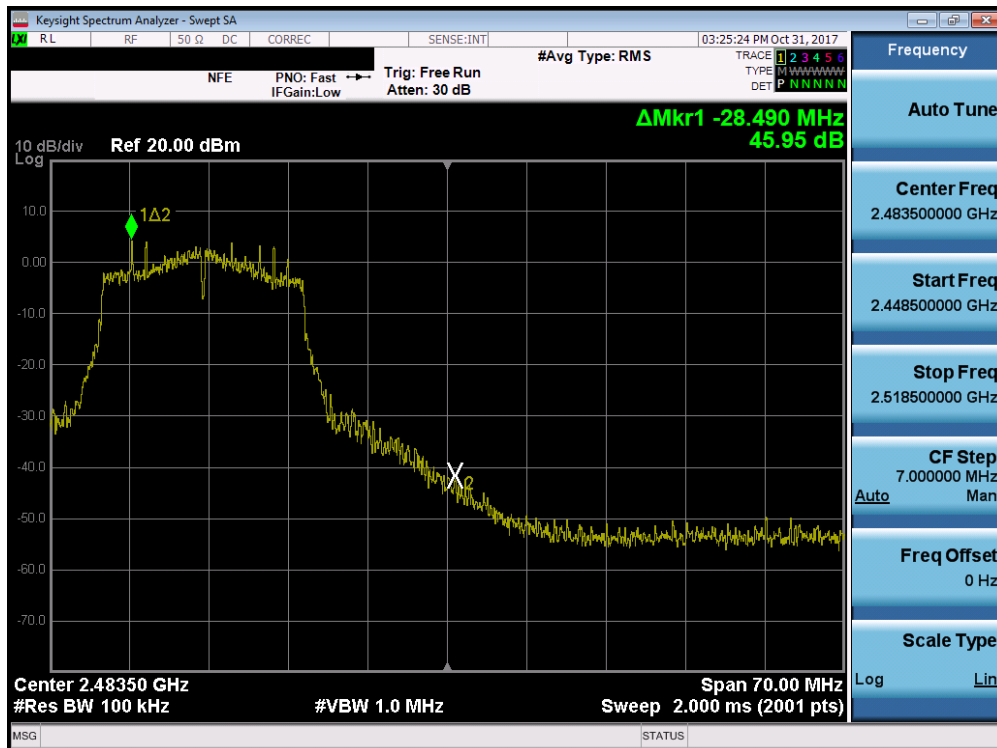 Keysight Spectrum Analyzer - Swept SA
LXI RL RF 50 Ω DC CORREC SENSE:INT 03:25:24 PM Oct 31, 2017
NFE PNO: Fast Trig: Free Run #Avg Type: RMS TRACE 1 2 3 4 5 6
IFGain:Low Atten: 30 dB TYPE M WWWWW
DET P N N N N N
ΔMkr1 -28.490 MHz
45.95 dB
10 dB/div Ref 20.00 dBm
Log
10.0
1Δ2
0.00
-10.0
-20.0
-30.0
-40.0
X2
-50.0
-60.0
-70.0
Center 2.48350 GHz Span 70.00 MHz
#Res BW 100 kHz #VBW 1.0 MHz Sweep 2.000 ms (2001 pts)
MSG STATUS
Frequency
Auto Tune
Center Freq
2.483500000 GHz
Start Freq
2.448500000 GHz
Stop Freq
2.518500000 GHz
CF Step
7.000000 MHz
Auto Man
Freq Offset
0 Hz
Scale Type
Log Lin